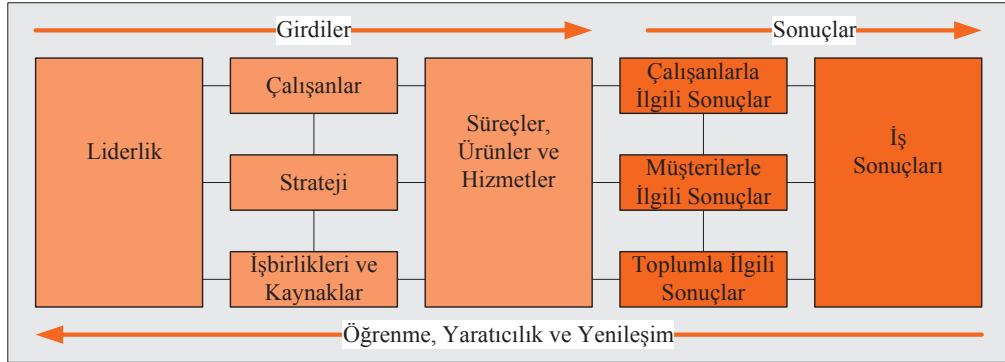 Girdiler
Sonuçlar
Liderlik
Çalışanlar
Strateji
İşbirlikleri ve
Kaynaklar
Süreçler,
Ürünler ve
Hizmetler
Çalışanlarla
İlgili Sonuçlar
Müşterilerle
İlgili Sonuçlar
Toplumla İlgili
Sonuçlar
İş
Sonuçları
Öğrenme, Yaratıcılık ve Yenileşim